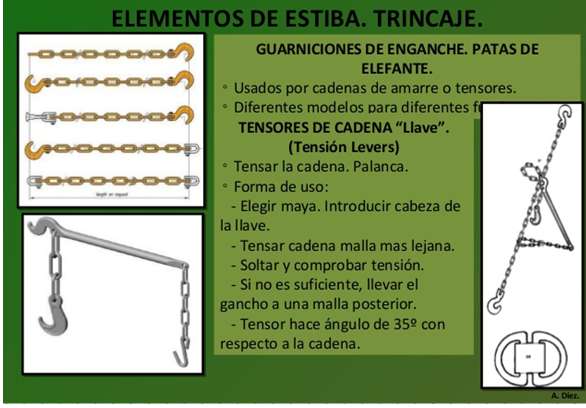 ELEMENTOS DE ESTIBA. TRINCAJE.
GUARNICIONES DE ENGANCHE. PATAS DE
ELEFANTE.
◦ Usados por cadenas de amarre o tensores.
◦ Diferentes modelos para diferentes
TENSORES DE CADENA “Llave”.
(Tensión Levers)
◦ Tensar la cadena. Palanca.
◦ Forma de uso:
- Elegir maya. Introducir cabeza de
la llave.
- Tensar cadena malla mas lejana.
- Soltar y comprobar tensión.
- Si no es suficiente, llevar el
gancho a una malla posterior.
- Tensor hace ángulo de 35º con
respecto a la cadena.
length as required
A. Díez.